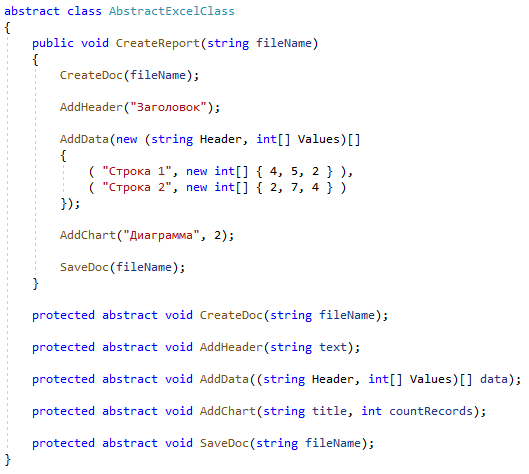 abstract class AbstractExcelClass
{
    public void CreateReport(string fileName)
    {
        CreateDoc(fileName);

        AddHeader("Заголовок");

        AddData(new (string Header, int[] Values)[]
        {
            ( "Строка 1", new int[] { 4, 5, 2 } ),
            ( "Строка 2", new int[] { 2, 7, 4 } )
        });

        AddChart("Диаграмма", 2);

        SaveDoc(fileName);
    }

    protected abstract void CreateDoc(string fileName);

    protected abstract void AddHeader(string text);

    protected abstract void AddData((string Header, int[] Values)[] data);

    protected abstract void AddChart(string title, int countRecords);

    protected abstract void SaveDoc(string fileName);
}